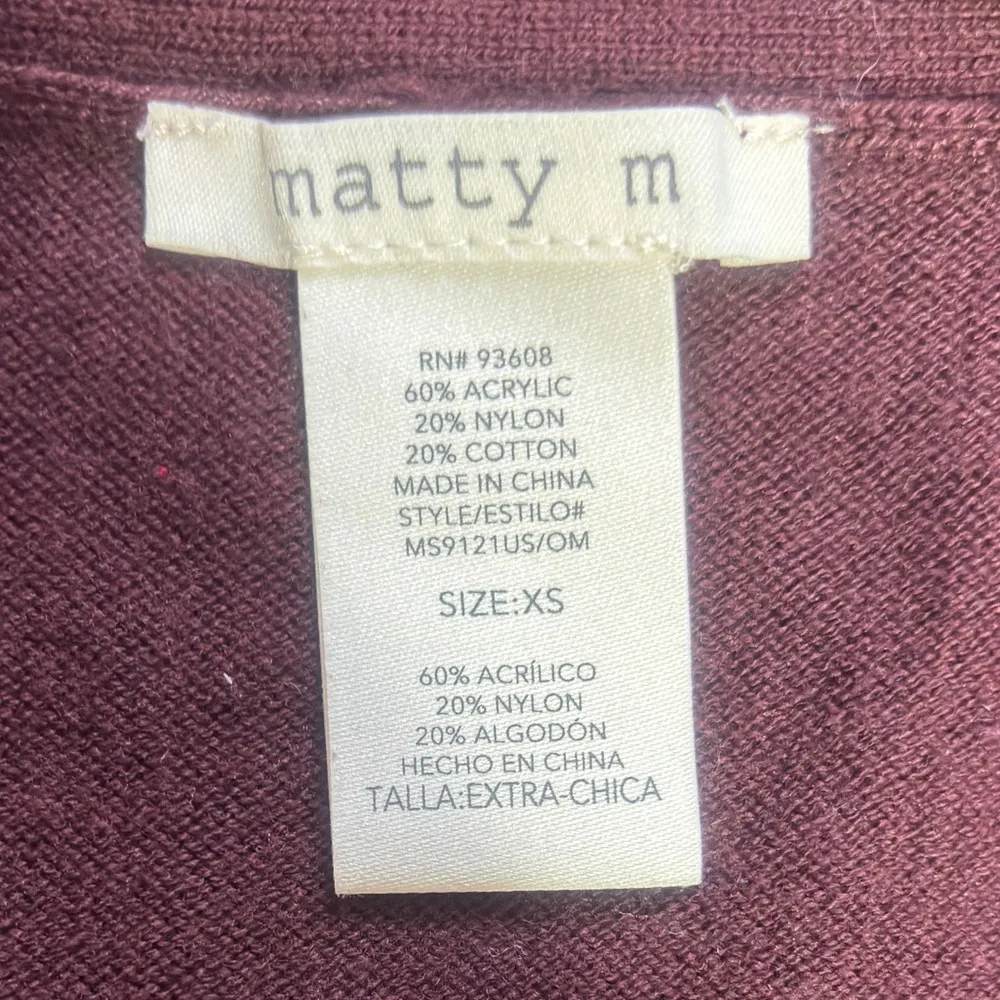 matty m
RN# 93608
60% ACRYLIC
20% NYLON
20% COTTON
MADE IN CHINA
STYLE/ESTILO#
MS9121US/OM
SIZE:XS
60% ACRÍLICO
20% NYLON
20% ALGODÓN
HECHO EN CHINA
TALLA:EXTRA-CHICA